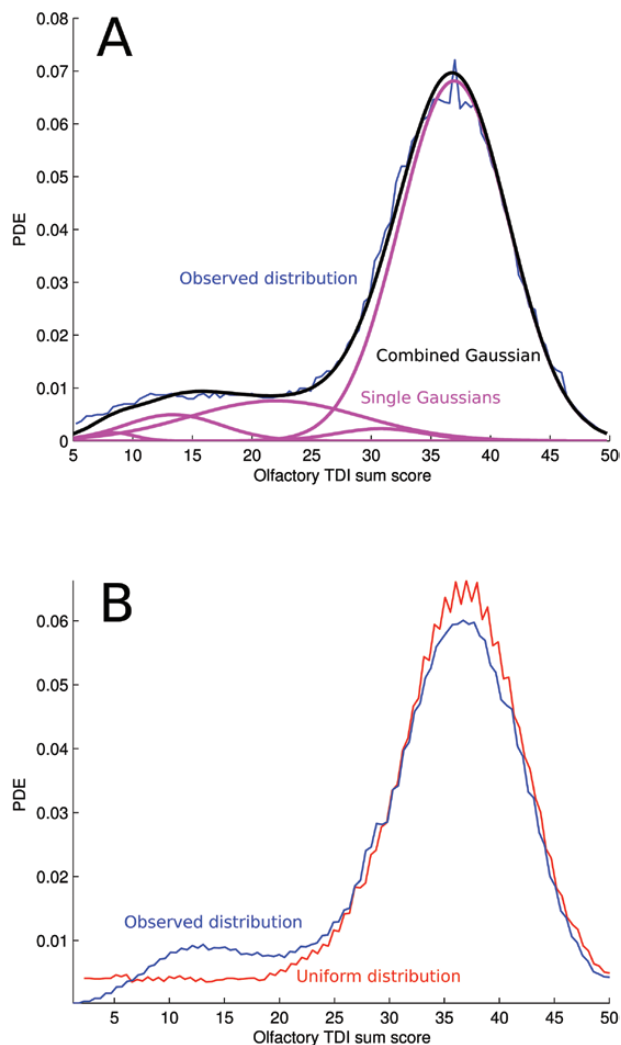 A
0.08
0.07
0.06
0.05
0.04
0.03
0.02
0.01
0
PDE
Observed distribution
Combined Gaussian
Single Gaussians
5 10 15 20 25 30 35 40 45 50
Olfactory TDI sum score
B
0.06
0.05
0.04
0.03
0.02
0.01
PDE
Observed distribution
Uniform distribution
5 10 15 20 25 30 35 40 45 50
Olfactory TDI sum score